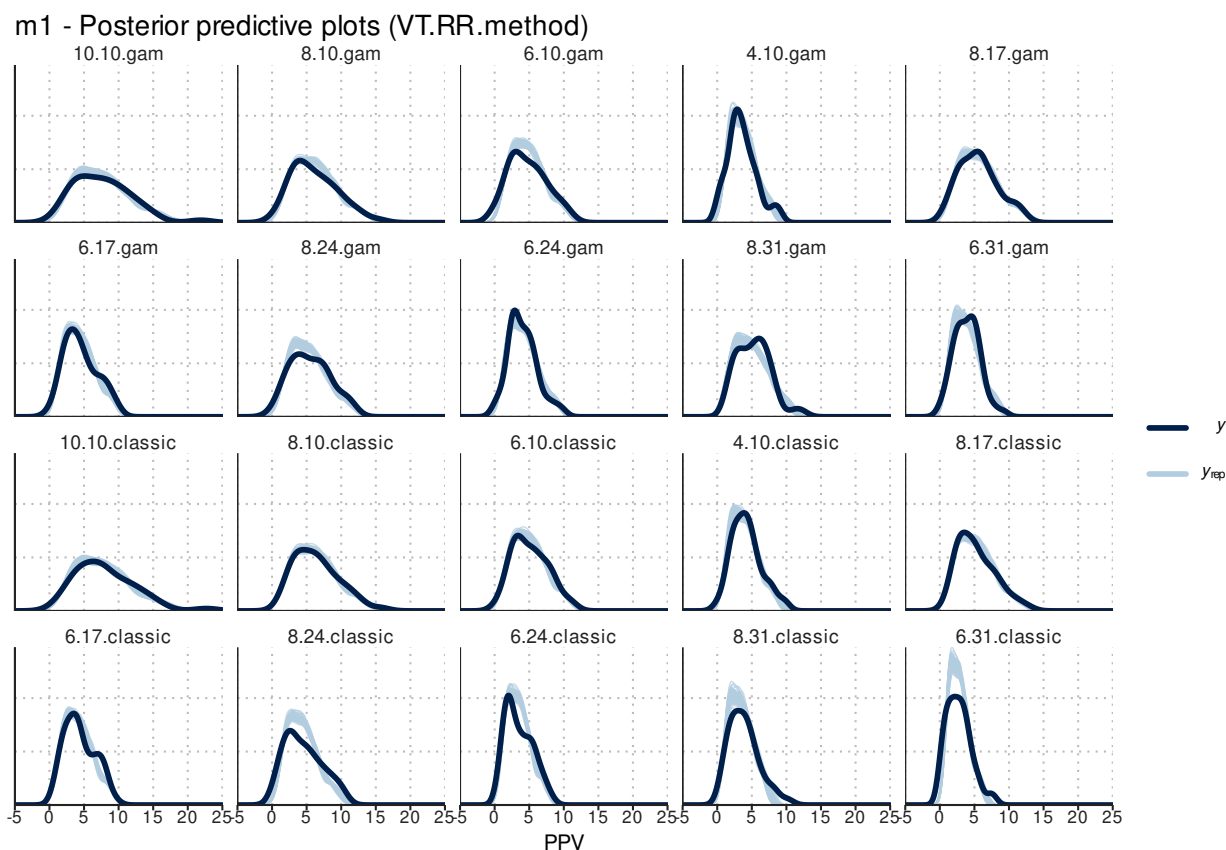 m1 - Posterior predictive plots (VT.RR.method)
10.10.gam 8.10.gam 6.10.gam 4.10.gam 8.17.gam
6.17.gam 8.24.gam 6.24.gam 8.31.gam 6.31.gam
y
10.10.classic 8.10.classic 6.10.classic 4.10.classic 8.17.classic
yrep
6.17.classic 8.24.classic 6.24.classic 8.31.classic 6.31.classic
-5 0 5 10 15 20 25 -5 0 5 10 15 20 25 -5 0 5 10 15 20 25 -5 0 5 10 15 20 25 -5 0 5 10 15 20 25
PPV